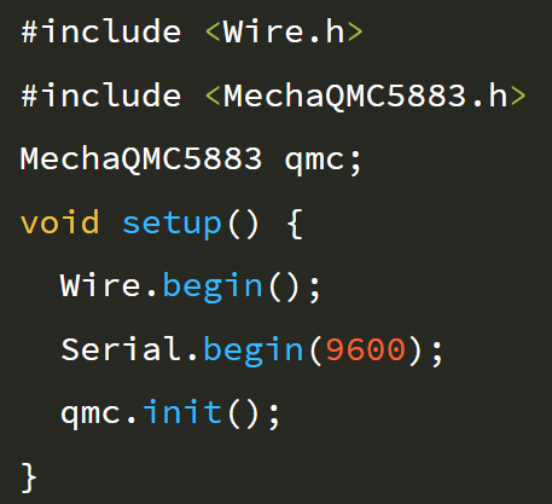 #include <Wire.h>
#include <MechaQMC5883.h>
MechaQMC5883 qmc;
void setup() {
  Wire.begin();
  Serial.begin(9600);
  qmc.init();
}